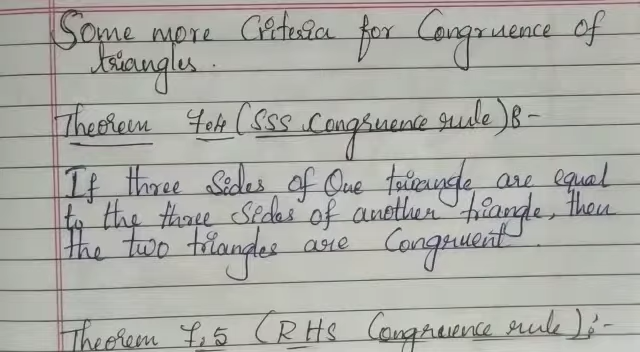 Some more Criteria for Congruence of
triangles.
Theorem 7.4 (SSS Congruence rule) :-
If three Sides of One triangle are equal
to the three Sides of another triangle, then
the two triangles are Congruent.
Theorem 7.5 (RHS Congruence rule) :-